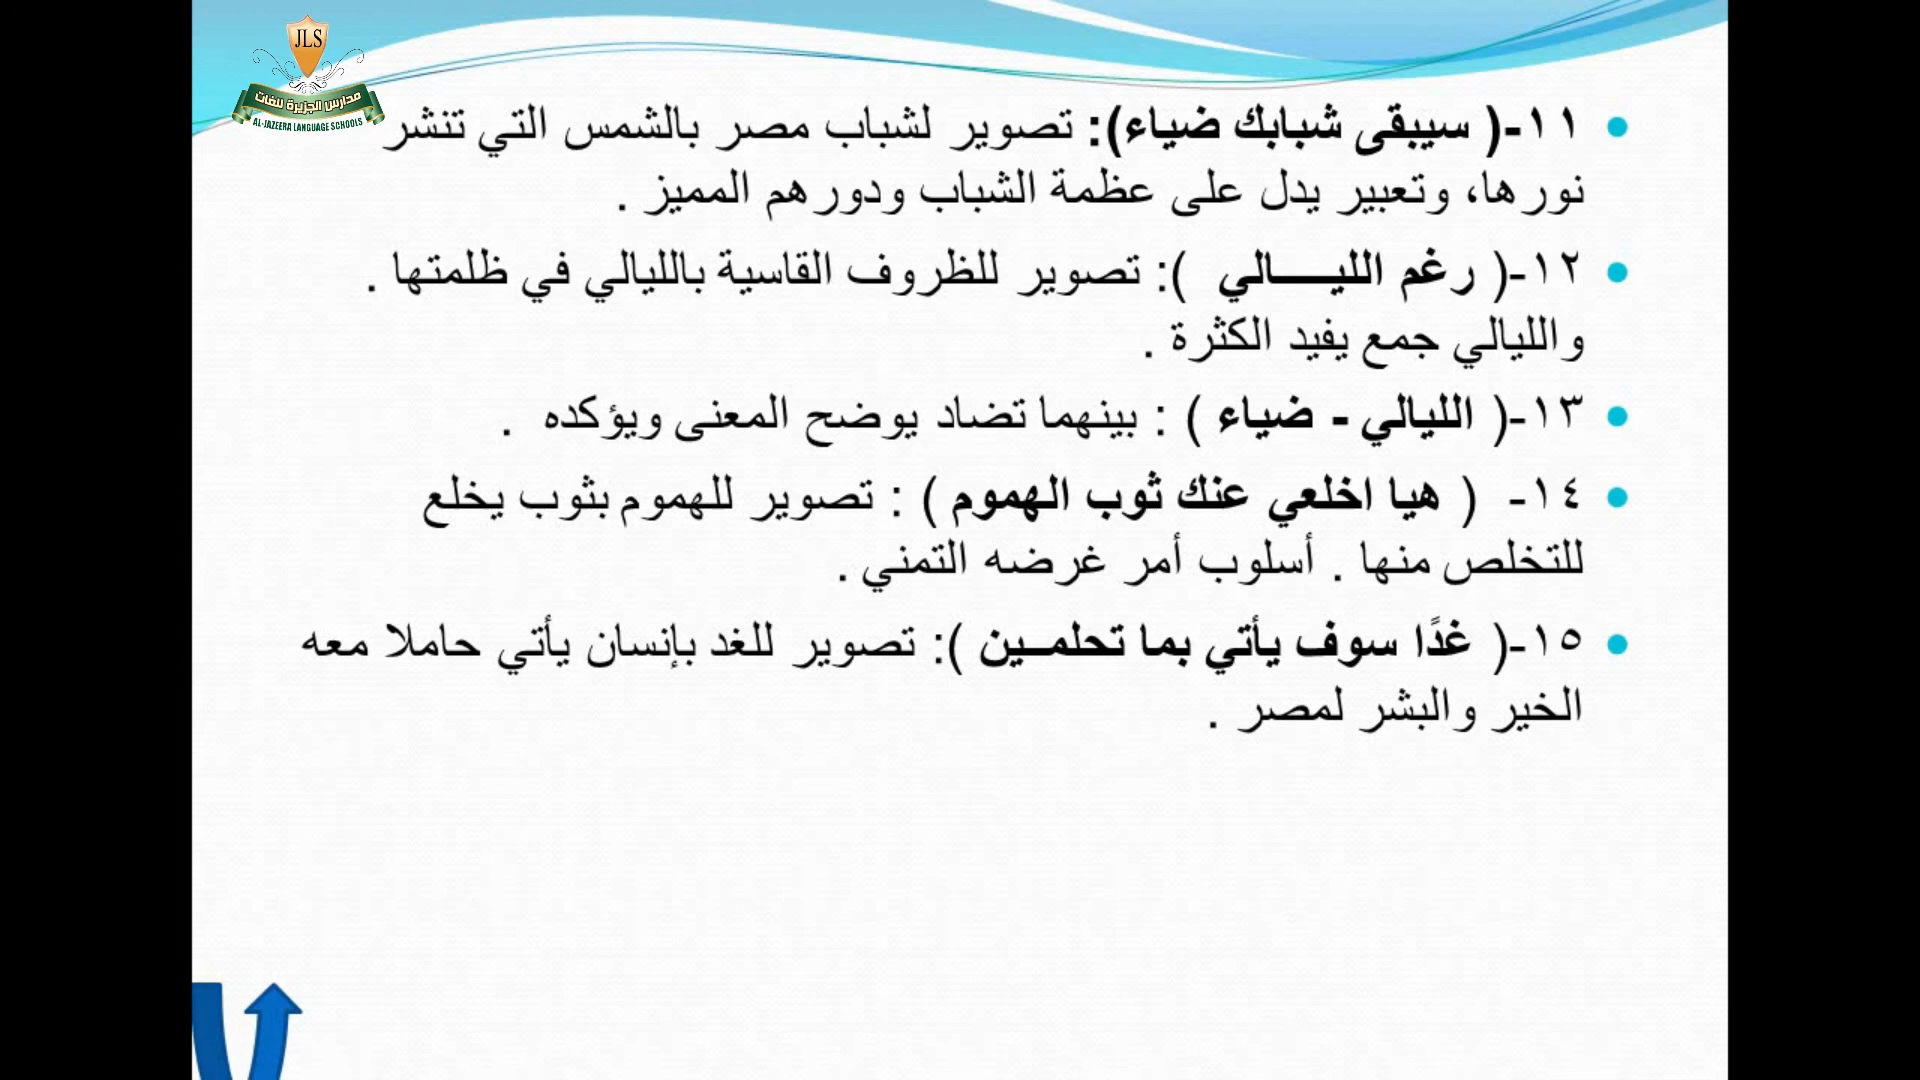 JLS
مدارس الجزيرة للغات
AL-JAZEERA LANGUAGE SCHOOLS
١١-( سيبقى شبابك ضياء): تصوير لشباب مصر بالشمس التي تنشر
نورها، وتعبير يدل على عظمة الشباب ودورهم المميز .
١٢-( رغم الليــــالي ): تصوير للظروف القاسية بالليالي في ظلمتها .
والليالي جمع يفيد الكثرة .
١٣-( الليالي - ضياء ) : بينهما تضاد يوضح المعنى ويؤكده .
١٤- ( هيا اخلعي عنك ثوب الهموم ) : تصوير للهموم بثوب يخلع
للتخلص منها . أسلوب أمر غرضه التمني .
١٥-( غدًا سوف يأتي بما تحلمــين ): تصوير للغد بإنسان يأتي حاملا معه
الخير والبشر لمصر .